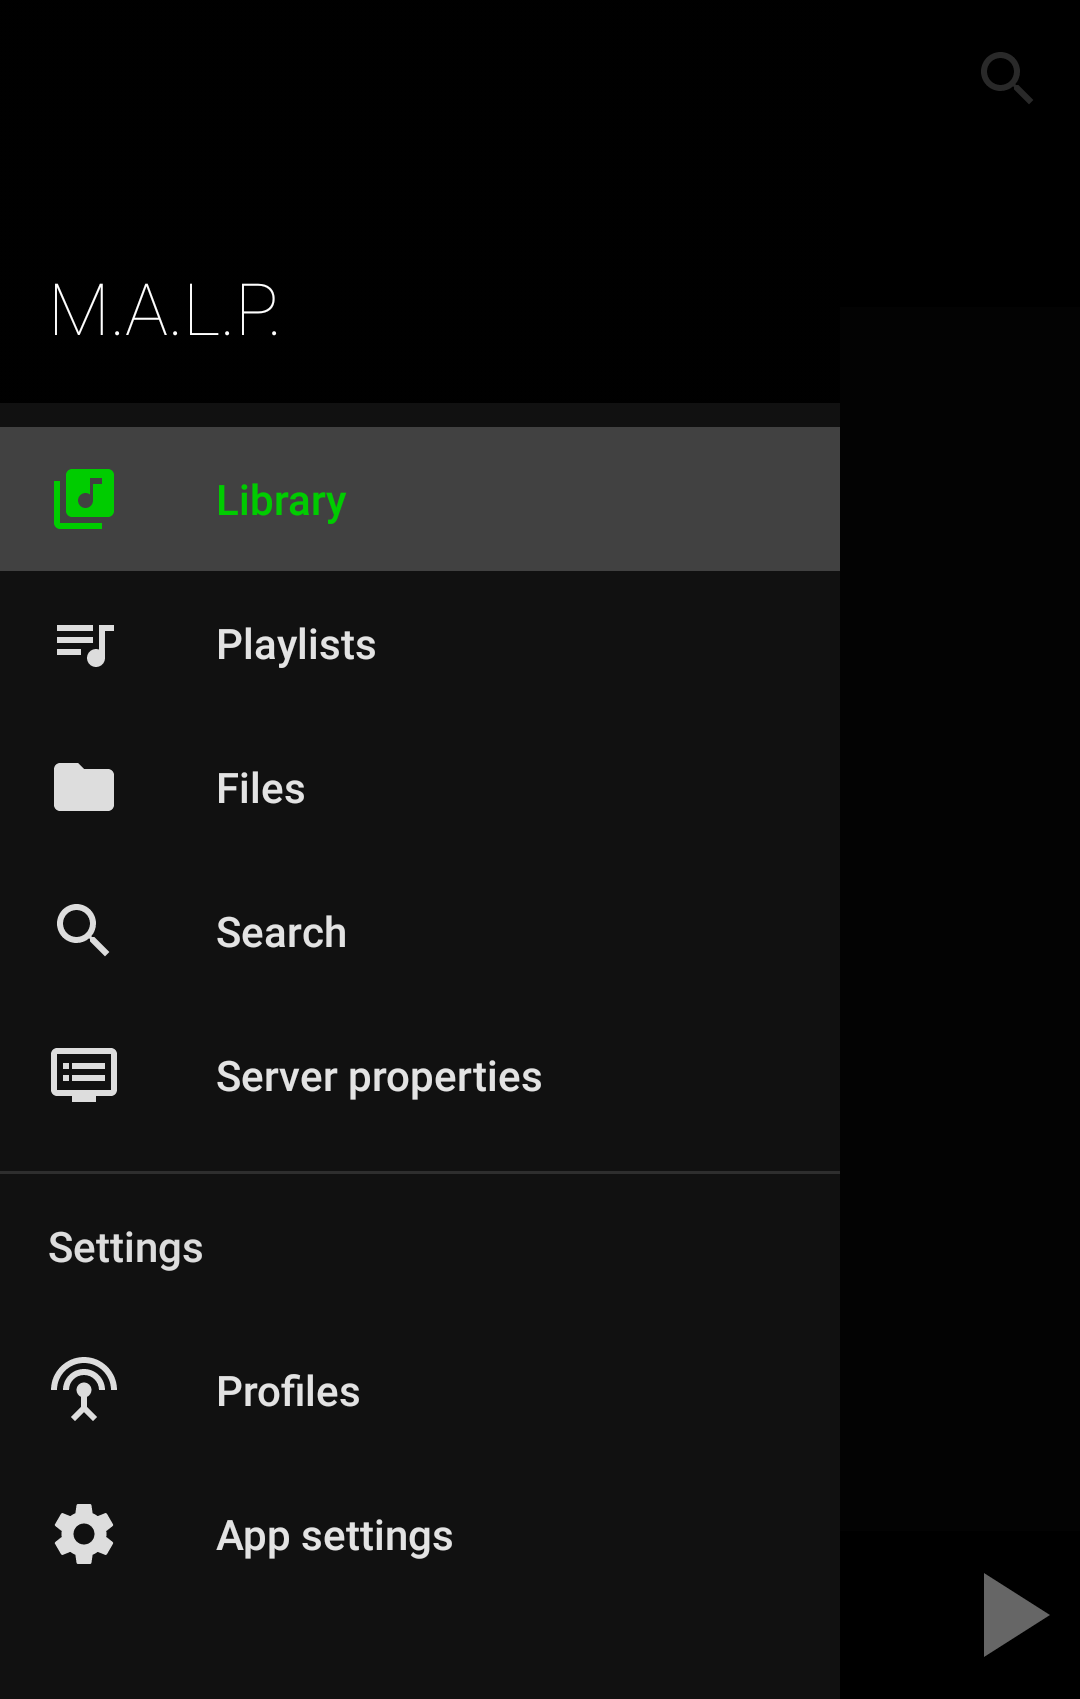 M.A.L.P.
Library
Playlists
Files
Search
Server properties
Settings
Profiles
App settings